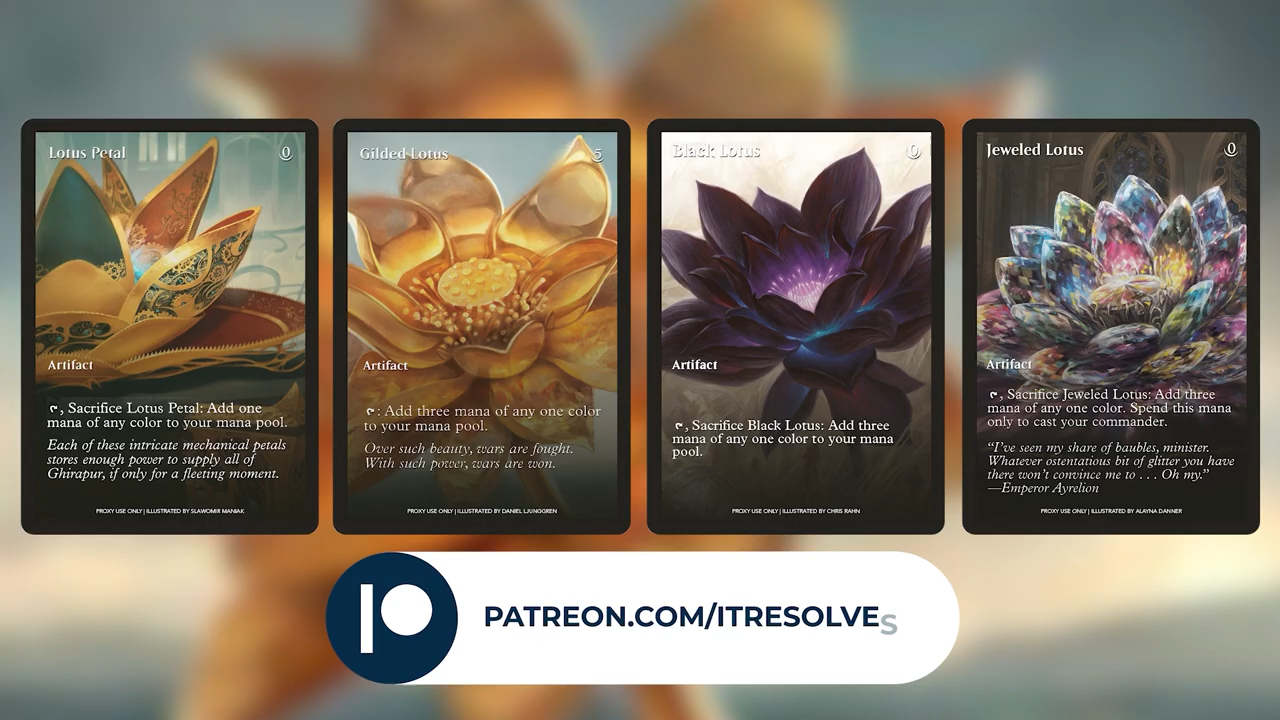 Lotus Petal 0
Artifact
, Sacrifice Lotus Petal: Add one
mana of any one color to your mana pool.
Each of these intricate mechanical petals
stores enough power to supply all of
Ghirapur, if only for a fleeting moment.
PROXY USE ONLY | ILLUSTRATED BY SLAWOMIR MANIAK
Gilded Lotus 5
Artifact
: Add three mana of any one color
to your mana pool.
Over such beauty, wars are fought.
With such power, wars are won.
PROXY USE ONLY | ILLUSTRATED BY DANIEL LJUNGGREN
Black Lotus 0
Artifact
, Sacrifice Black Lotus: Add three
mana of any one color to your mana
pool.
PROXY USE ONLY | ILLUSTRATED BY CHRIS RAHN
Jeweled Lotus 0
Artifact
, Sacrifice Jeweled Lotus: Add three
mana of any one color. Spend this mana
only to cast your commander.
“I’ve seen my share of baubles, minister.
Whatever ostentatious bit of glitter you have
there won’t convince me to . . . Oh my.”
—Emperor Ayrelion
PROXY USE ONLY | ILLUSTRATED BY ALAYNA DANNER
PATREON.COM/ITRESOLVES